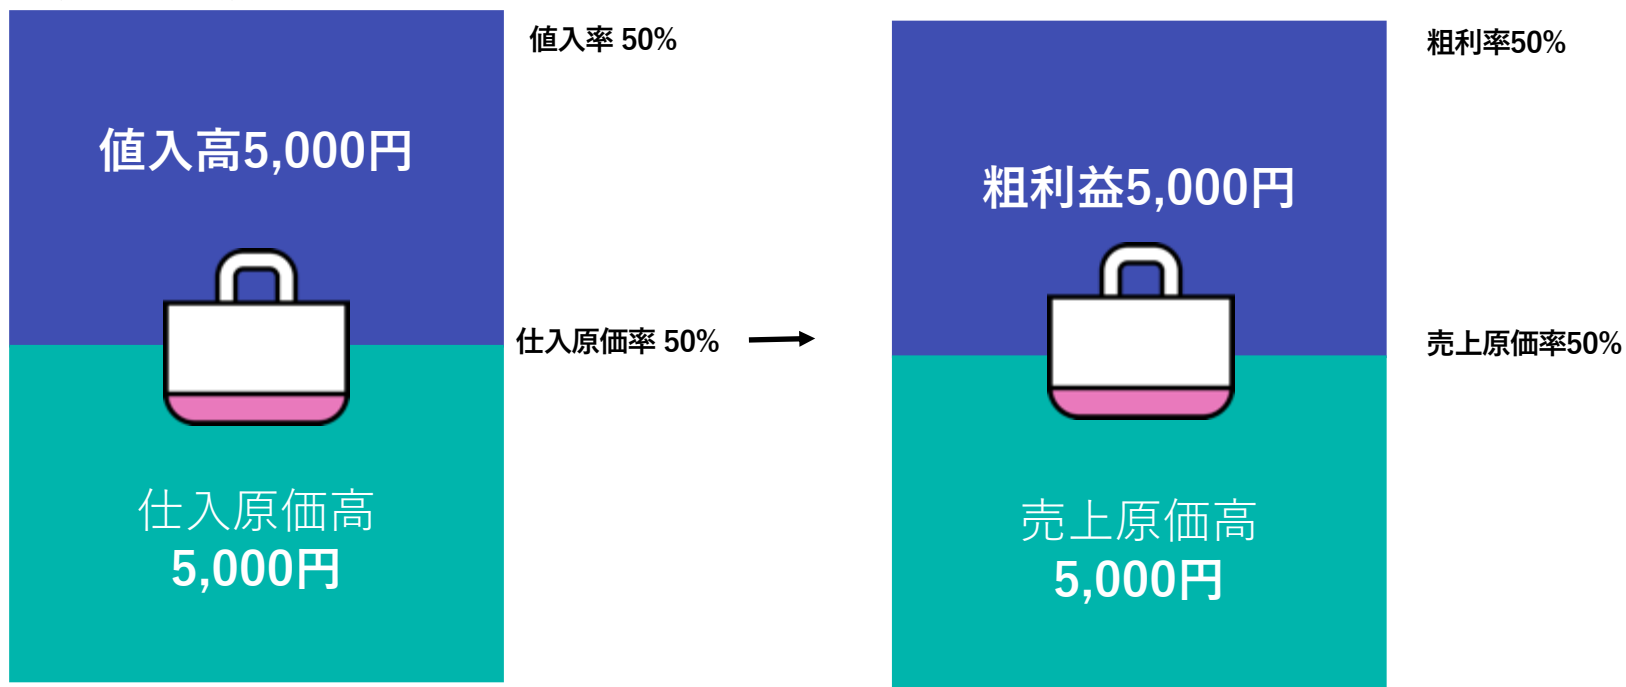 値入率 50%
値入高5,000円
仕入原価率 50%
仕入原価高
5,000円
粗利率50%
粗利益5,000円
売上原価率50%
売上原価高
5,000円